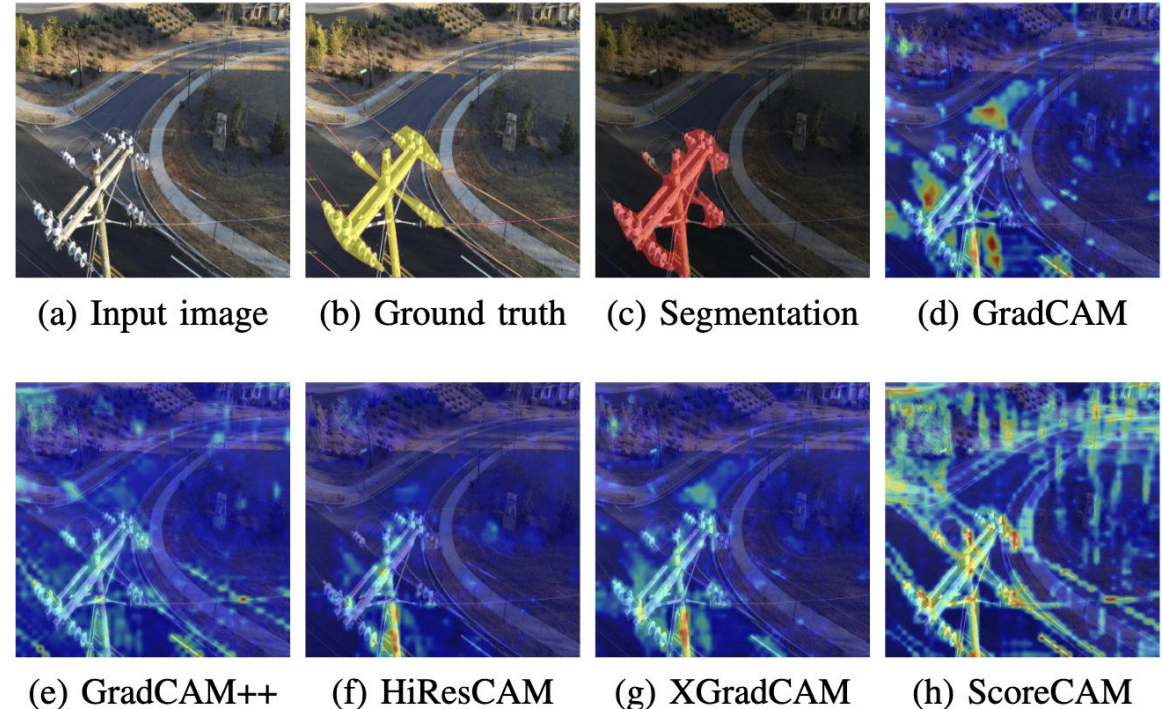 (a) Input image
(b) Ground truth
(c) Segmentation
(d) GradCAM
(e) GradCAM++
(f) HiResCAM
(g) XGradCAM
(h) ScoreCAM